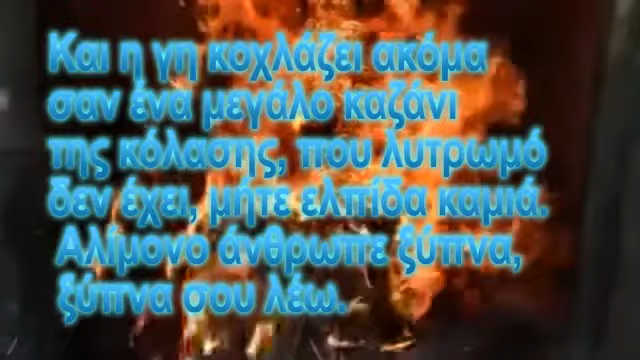 Και η γη κοχλάζει ακόμα
σαν ένα μεγάλο καζάνι
της κόλασης, που λυτρωμό
δεν έχει, μήτε ελπίδα καμιά.
Αλίμονο άνθρωπε ξύπνα,
ξύπνα σου λέω.